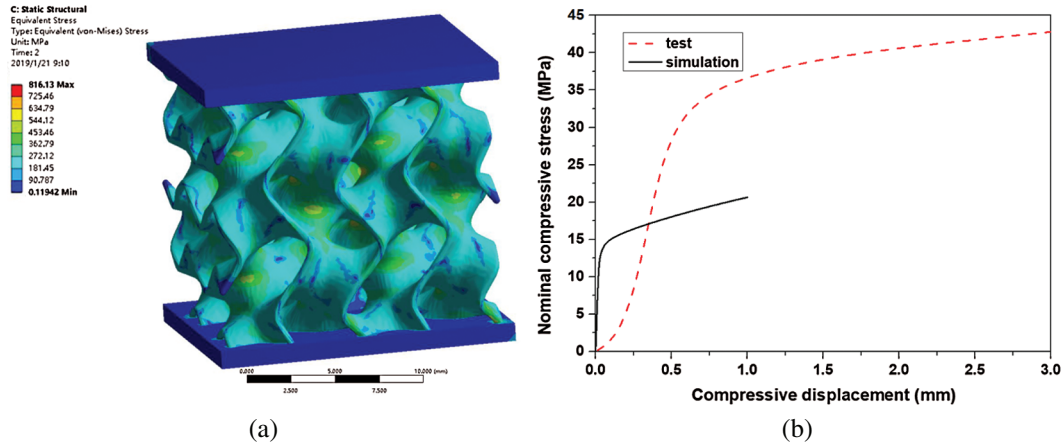 C: Static Structural
Equivalent Stress
Type: Equivalent (von-Mises) Stress
Unit: MPa
Time: 2
2019/1/21 9:10
816.13 Max
725.46
634.79
544.12
453.46
362.79
272.12
181.45
90.787
0.11942 Min
0.000
5.000
10.000 (mm)
2.500
7.500
(a)
45
40
35
30
25
20
15
10
5
0
Nominal compressive stress (MPa)
test
simulation
0.0 0.5 1.0 1.5 2.0 2.5 3.0
Compressive displacement (mm)
(b)